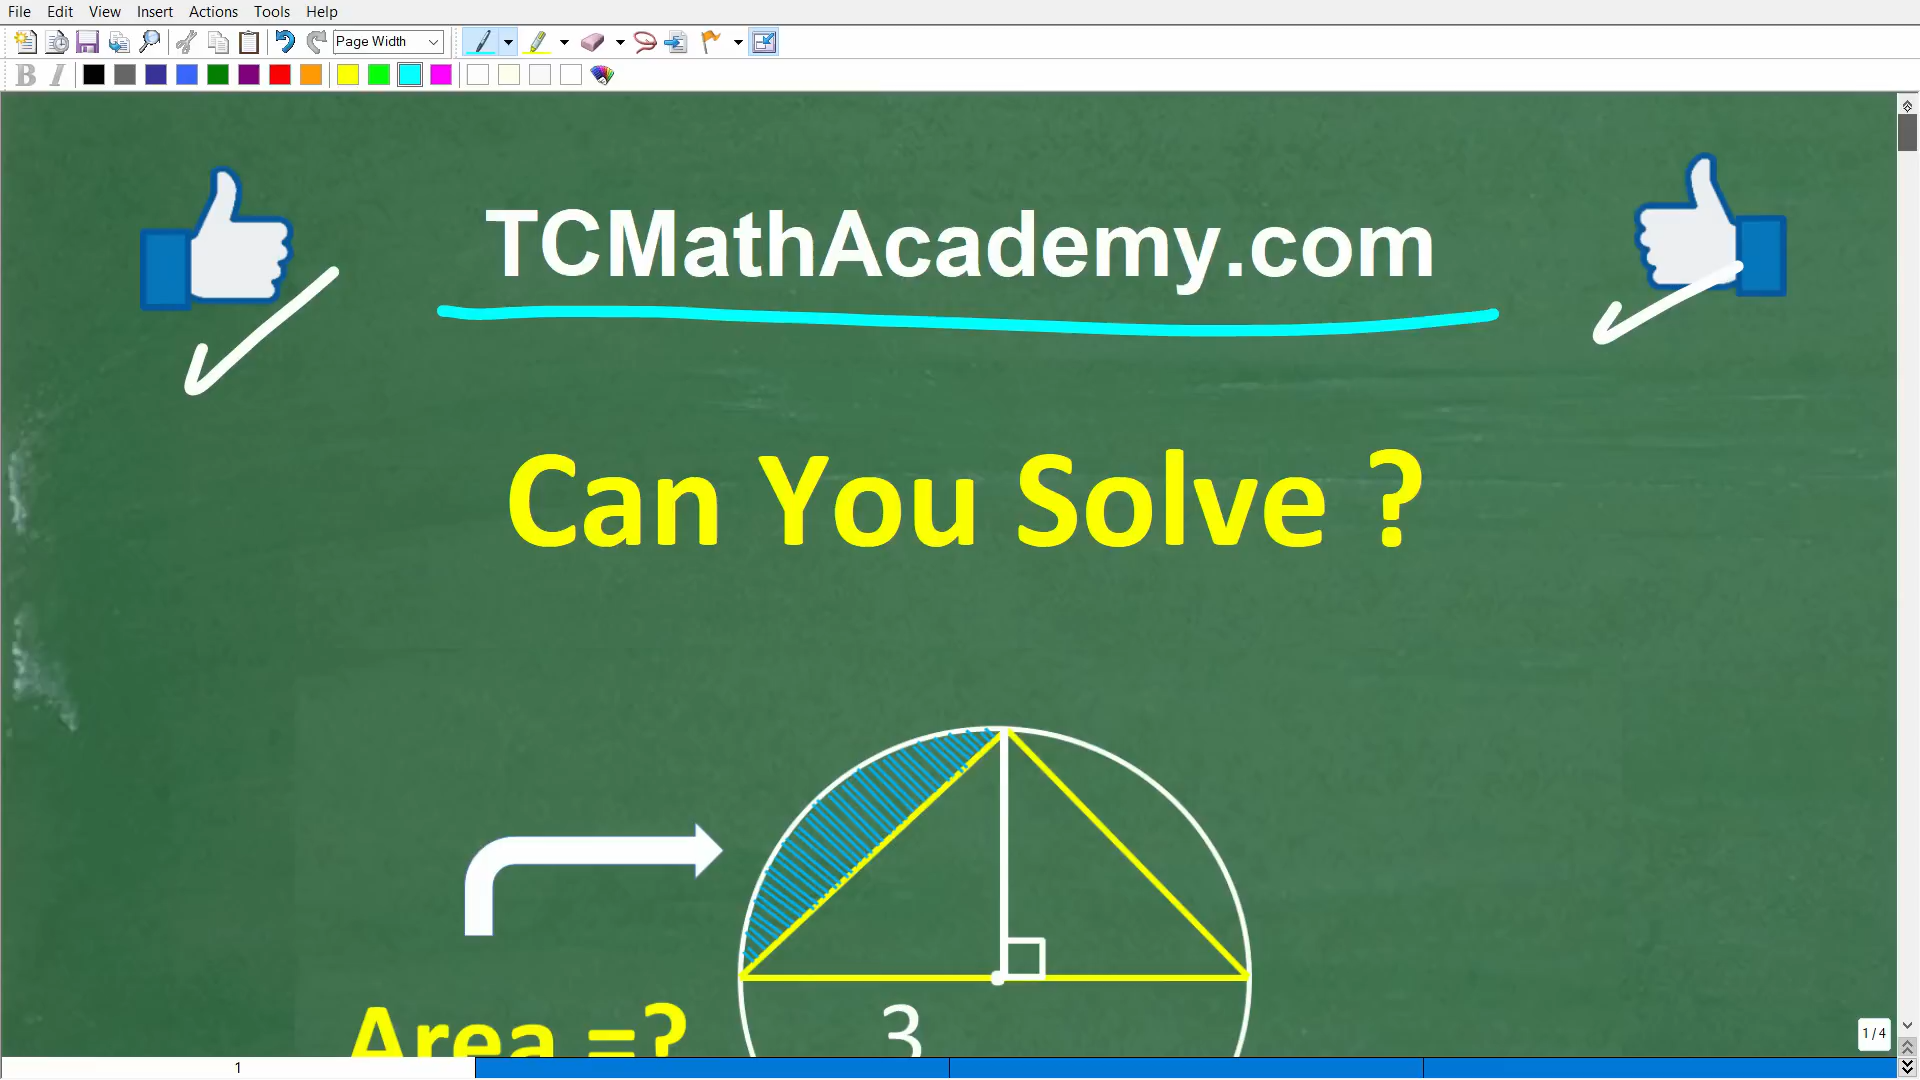 File Edit View Insert Actions Tools Help
Page Width
B I
TCMathAcademy.com
Can You Solve ?
Area =?
3
1 / 4
1